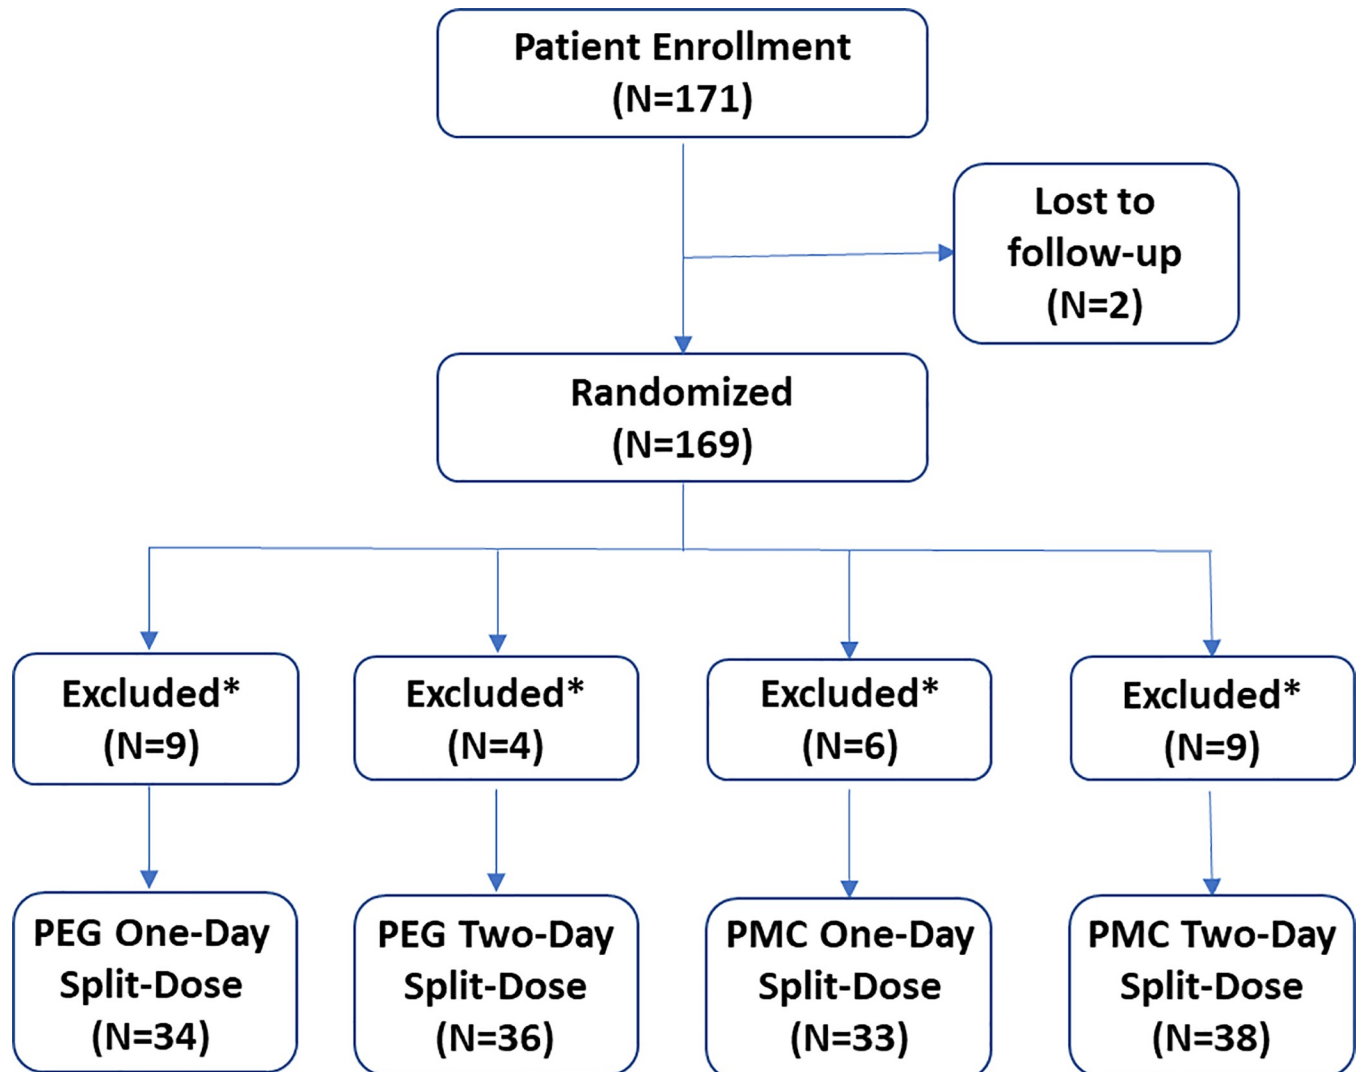 Patient Enrollment
(N=171)
Lost to
follow-up
(N=2)
Randomized
(N=169)
Excluded*
(N=9)
Excluded*
(N=4)
Excluded*
(N=6)
Excluded*
(N=9)
PEG One-Day
Split-Dose
(N=34)
PEG Two-Day
Split-Dose
(N=36)
PMC One-Day
Split-Dose
(N=33)
PMC Two-Day
Split-Dose
(N=38)